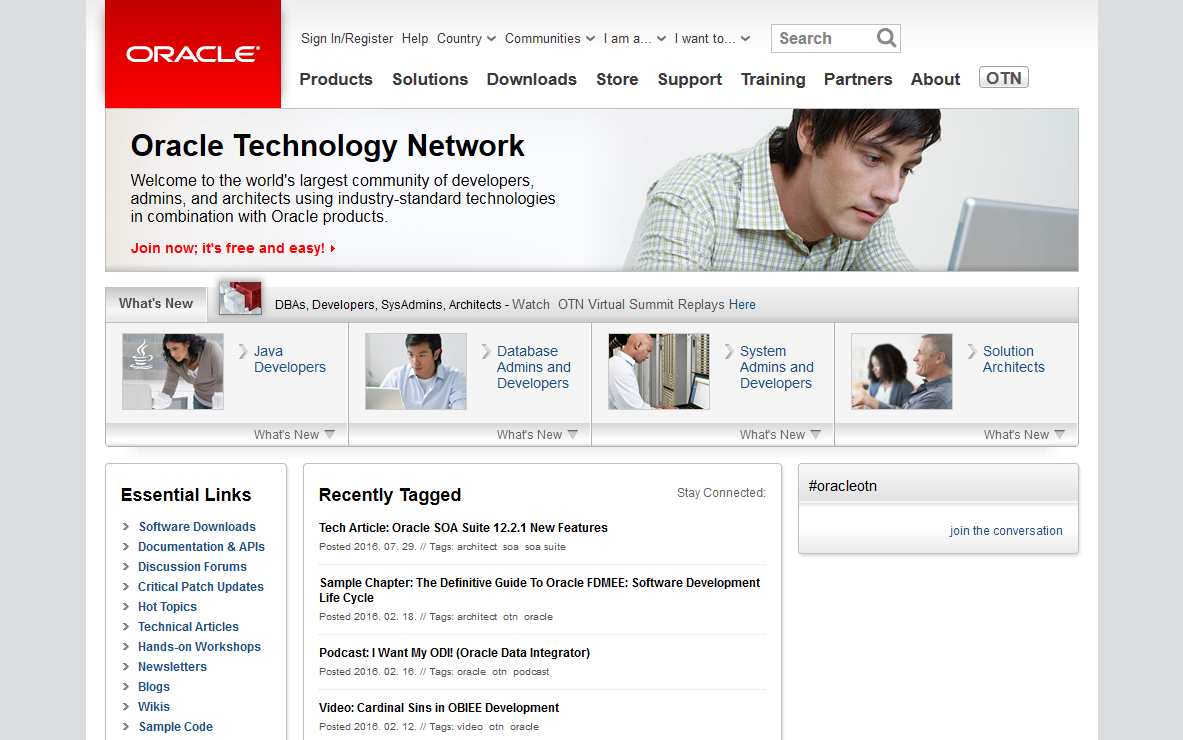 ORACLE
Sign In/Register Help Country Communities I am a... I want to... Search
Products Solutions Downloads Store Support Training Partners About OTN
Oracle Technology Network
Welcome to the world's largest community of developers,
admins, and architects using industry-standard technologies
in combination with Oracle products.
Join now; it's free and easy!
What's New DBAs, Developers, SysAdmins, Architects - Watch OTN Virtual Summit Replays Here
Java
Developers
What's New
Database
Admins and
Developers
What's New
System
Admins and
Developers
What's New
Solution
Architects
What's New
Essential Links
Software Downloads
Documentation & APIs
Discussion Forums
Critical Patch Updates
Hot Topics
Technical Articles
Hands-on Workshops
Newsletters
Blogs
Wikis
Sample Code
Recently Tagged
Stay Connected:
Tech Article: Oracle SOA Suite 12.2.1 New Features
Posted 2016. 07. 29. // Tags: architect soa soa suite
Sample Chapter: The Definitive Guide To Oracle FDMEE: Software Development
Life Cycle
Posted 2016. 02. 18. // Tags: architect otn oracle
Podcast: I Want My ODI! (Oracle Data Integrator)
Posted 2016. 02. 16. // Tags: oracle otn podcast
Video: Cardinal Sins in OBIEE Development
Posted 2016. 02. 12. // Tags: video otn oracle
#oracleotn
join the conversation